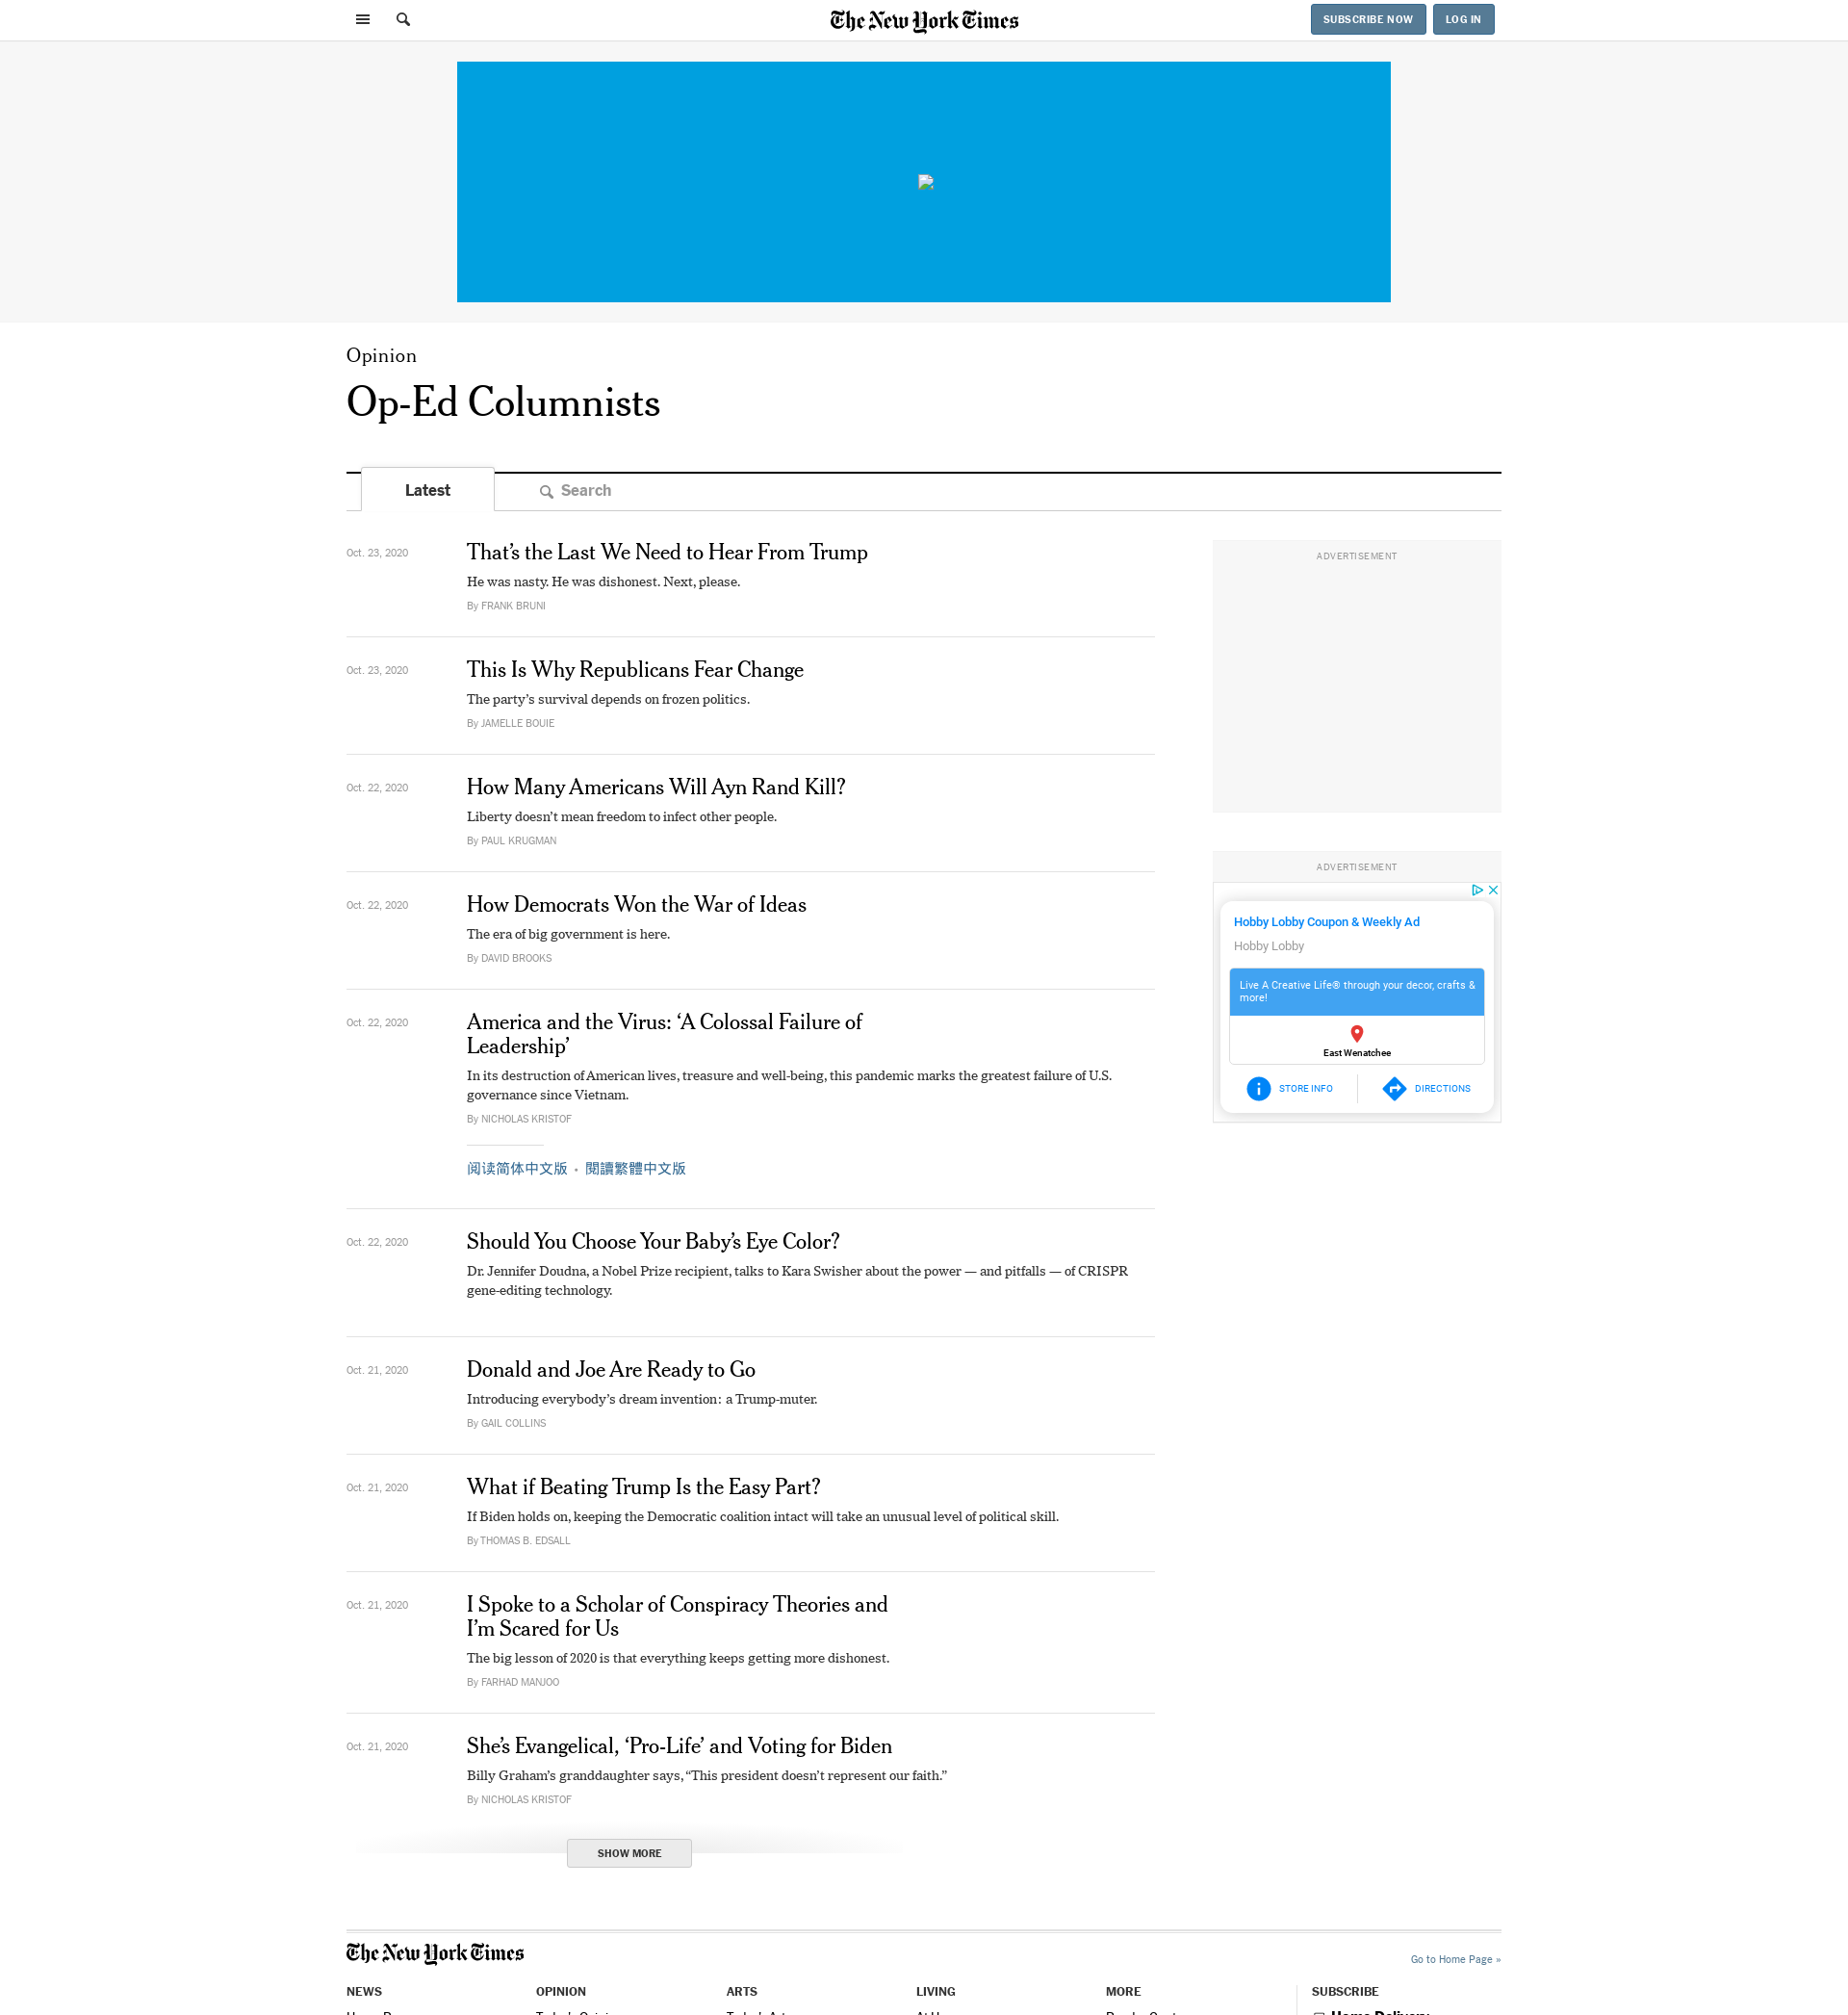 The New York Times
SUBSCRIBE NOW
LOG IN
Opinion
Op-Ed Columnists
Latest
Search
Oct. 23, 2020
That’s the Last We Need to Hear From Trump
He was nasty. He was dishonest. Next, please.
By FRANK BRUNI
Oct. 23, 2020
This Is Why Republicans Fear Change
The party’s survival depends on frozen politics.
By JAMELLE BOUIE
Oct. 22, 2020
How Many Americans Will Ayn Rand Kill?
Liberty doesn’t mean freedom to infect other people.
By PAUL KRUGMAN
Oct. 22, 2020
How Democrats Won the War of Ideas
The era of big government is here.
By DAVID BROOKS
Oct. 22, 2020
America and the Virus: ‘A Colossal Failure of
Leadership’
In its destruction of American lives, treasure and well-being, this pandemic marks the greatest failure of U.S.
governance since Vietnam.
By NICHOLAS KRISTOF
阅读简体中文版 • 閱讀繁體中文版
Oct. 22, 2020
Should You Choose Your Baby’s Eye Color?
Dr. Jennifer Doudna, a Nobel Prize recipient, talks to Kara Swisher about the power — and pitfalls — of CRISPR
gene-editing technology.
Oct. 21, 2020
Donald and Joe Are Ready to Go
Introducing everybody’s dream invention: a Trump-muter.
By GAIL COLLINS
Oct. 21, 2020
What if Beating Trump Is the Easy Part?
If Biden holds on, keeping the Democratic coalition intact will take an unusual level of political skill.
By THOMAS B. EDSALL
Oct. 21, 2020
I Spoke to a Scholar of Conspiracy Theories and
I’m Scared for Us
The big lesson of 2020 is that everything keeps getting more dishonest.
By FARHAD MANJOO
Oct. 21, 2020
She’s Evangelical, ‘Pro-Life’ and Voting for Biden
Billy Graham’s granddaughter says, “This president doesn’t represent our faith.”
By NICHOLAS KRISTOF
SHOW MORE
ADVERTISEMENT
ADVERTISEMENT
Hobby Lobby Coupon & Weekly Ad
Hobby Lobby
Live A Creative Life® through your decor, crafts &
more!
East Wenatchee
STORE INFO
DIRECTIONS
The New York Times
Go to Home Page »
NEWS
OPINION
ARTS
LIVING
MORE
SUBSCRIBE